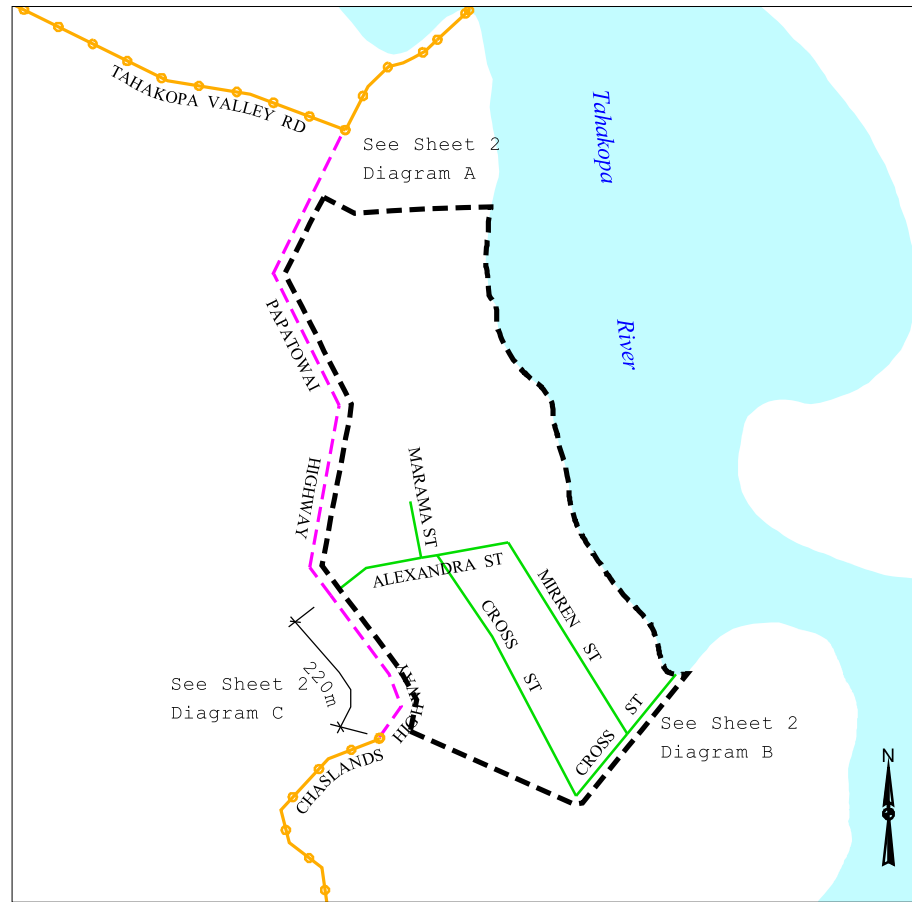 TAHAKOPA VALLEY RD
See Sheet 2
Diagram A
Tahakopa
River
PAPATOWAI
HIGHWAY
MARAMA ST
ALEXANDRA ST
MIRREN ST
CROSS ST
220m
See Sheet 2
Diagram C
CHASLANDS HIGHWAY
CROSS ST
See Sheet 2
Diagram B
N